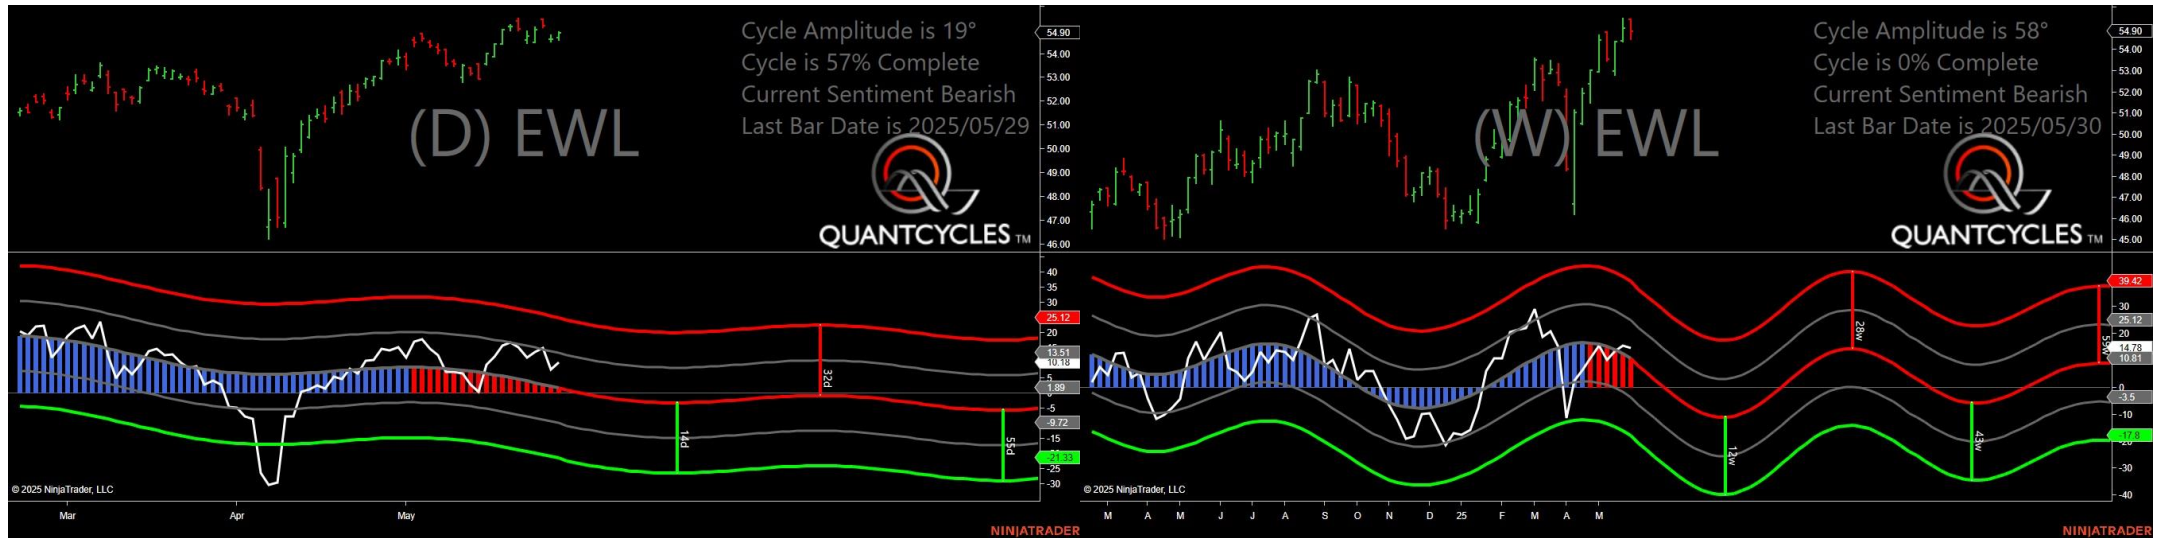 Cycle Amplitude is 19°
Cycle is 57% Complete
Current Sentiment Bearish
Last Bar Date is 2025/05/29
(D) EWL
QUANTCYCLES TM
54.90
54.00
53.00
52.00
51.00
50.00
49.00
48.00
47.00
46.00
40
35
30
25.12
20
13.51
10.18
5
1.89
-5
-9.72
-15
-21.33
-25
-30
32d
14d
55d
© 2025 NinjaTrader, LLC
Mar
Apr
May
NINJATRADER
Cycle Amplitude is 58°
Cycle is 0% Complete
Current Sentiment Bearish
Last Bar Date is 2025/05/30
(W) EWL
QUANTCYCLES TM
54.90
54.00
53.00
52.00
51.00
50.00
49.00
48.00
47.00
46.00
45.00
39.42
30
25.12
20
14.78
10.81
0
-3.5
-10
-17.8
-30
-40
28w
59w
12w
43w
© 2025 NinjaTrader, LLC
M A M J J A S O N D 25 F M A M
NINJATRADER